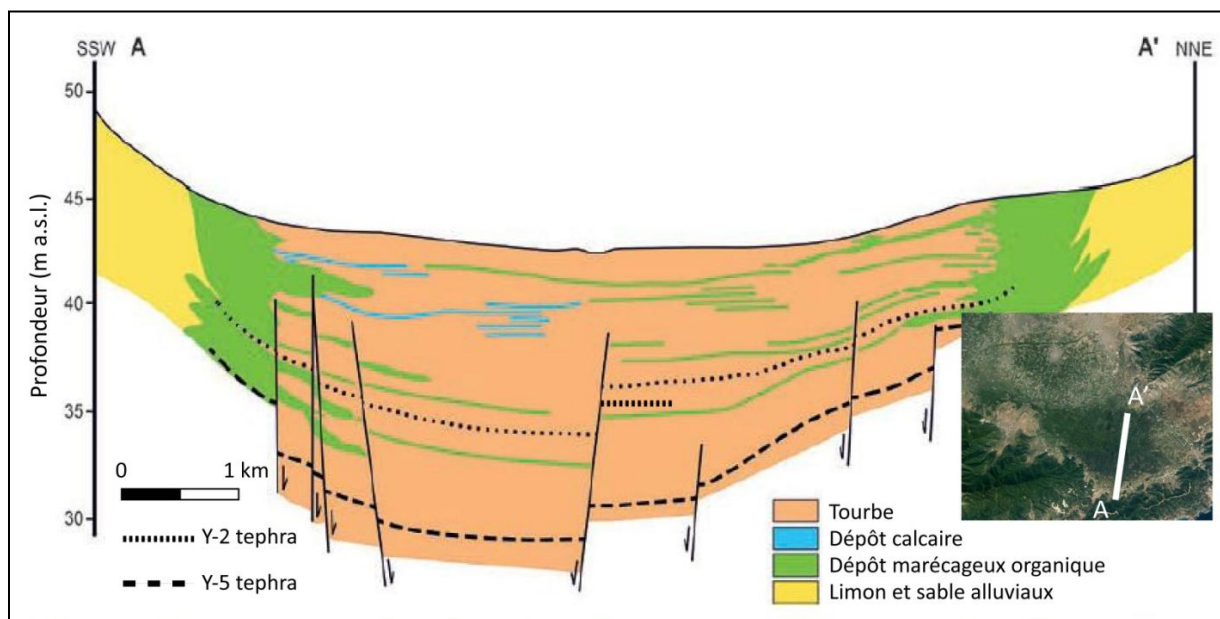 SSW A
A' NNE
50
45
40
35
30
Profondeur (m a.s.l.)
0 1 km
Y-2 tephra
Y-5 tephra
A'
A
Tourbe
Dépôt calcaire
Dépôt marécageux organique
Limon et sable alluviaux